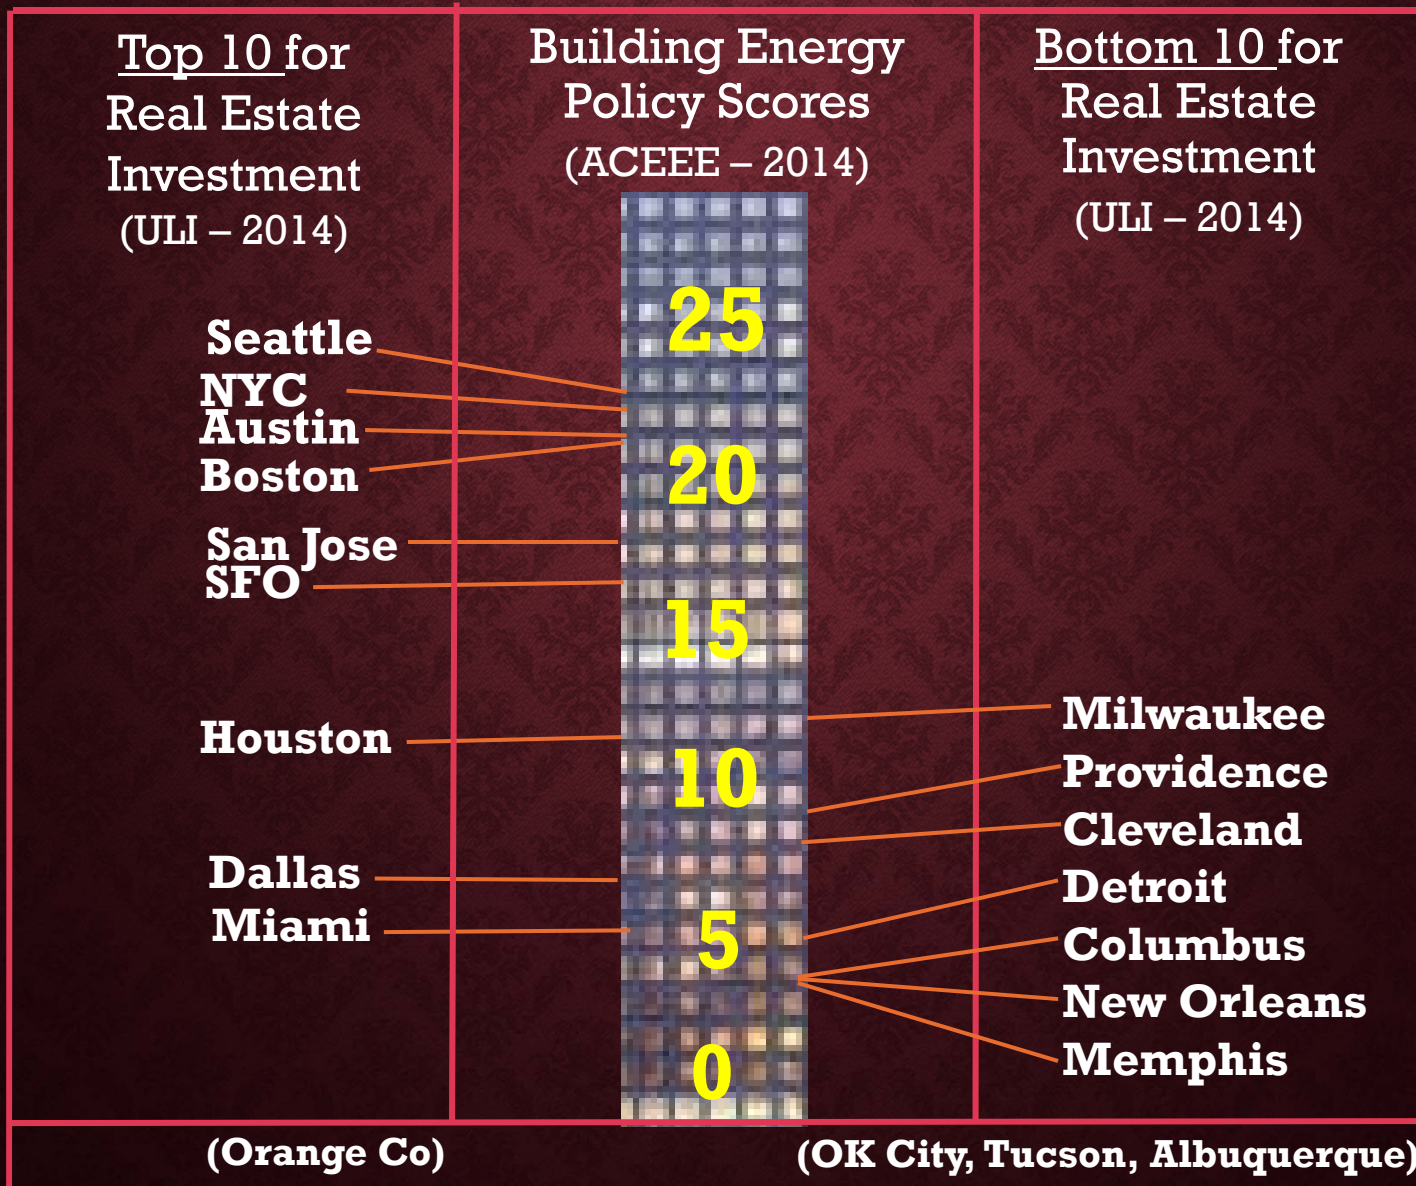 Top 10 for
Real Estate
Investment
(ULI – 2014)
Seattle
NYC
Austin
Boston
San Jose
SFO
Houston
Dallas
Miami
(Orange Co)
Building Energy
Policy Scores
(ACEEE – 2014)
25
20
15
10
5
0
Bottom 10 for
Real Estate
Investment
(ULI – 2014)
Milwaukee
Providence
Cleveland
Detroit
Columbus
New Orleans
Memphis
(OK City, Tucson, Albuquerque)